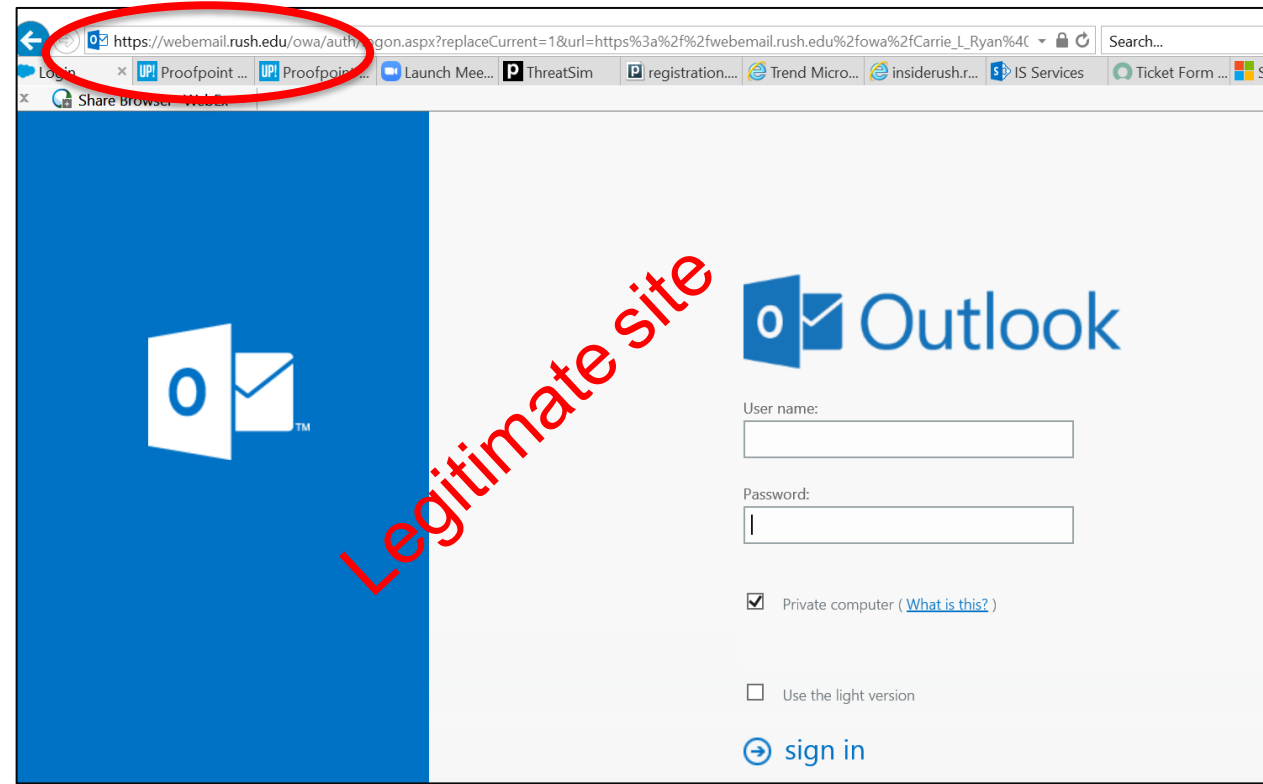 https://webemail.rush.edu/owa/auth/logon.aspx?replaceCurrent=1&url=https%3a%2f%2fwebemail.rush.edu%2fowa%2fCarrie_L_Ryan%40 Search...
Login × Proofpoint ... Proofpoint ... Launch Mee... ThreatSim registration.... Trend Micro... insiderush.r... IS Services Ticket Form ... S
x Share Browser WebEx
Legitimate site
Outlook
TM
User name:
Password:
Private computer ( What is this? )
Use the light version
sign in